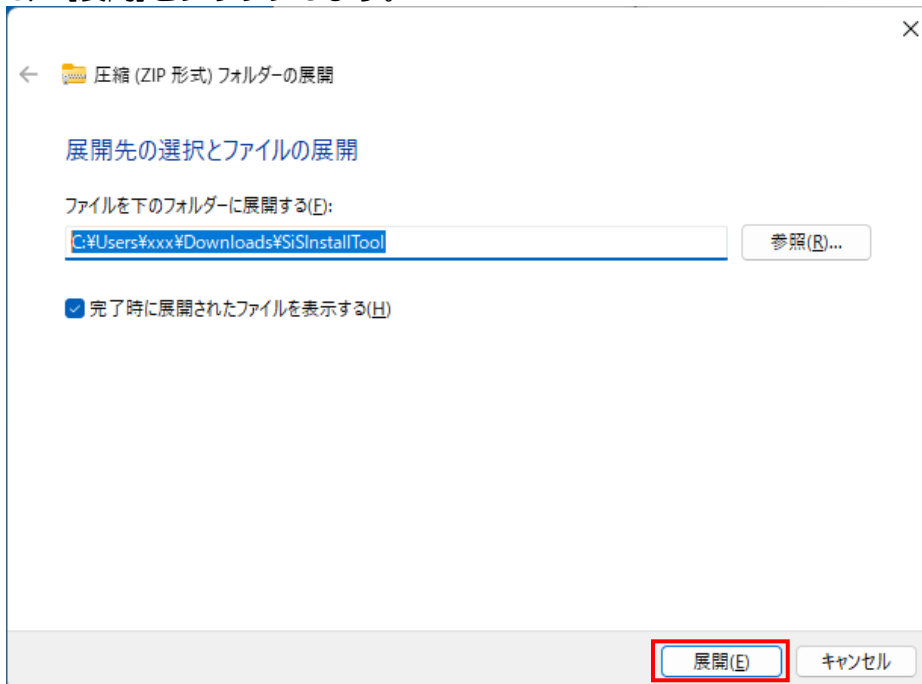 圧縮 (ZIP 形式) フォルダーの展開
展開先の選択とファイルの展開
ファイルを下のフォルダーに展開する(F):
C:¥Users¥xxx¥Downloads¥SiSInstallTool
参照(R)...
完了時に展開されたファイルを表示する(H)
展開(E)
キャンセル